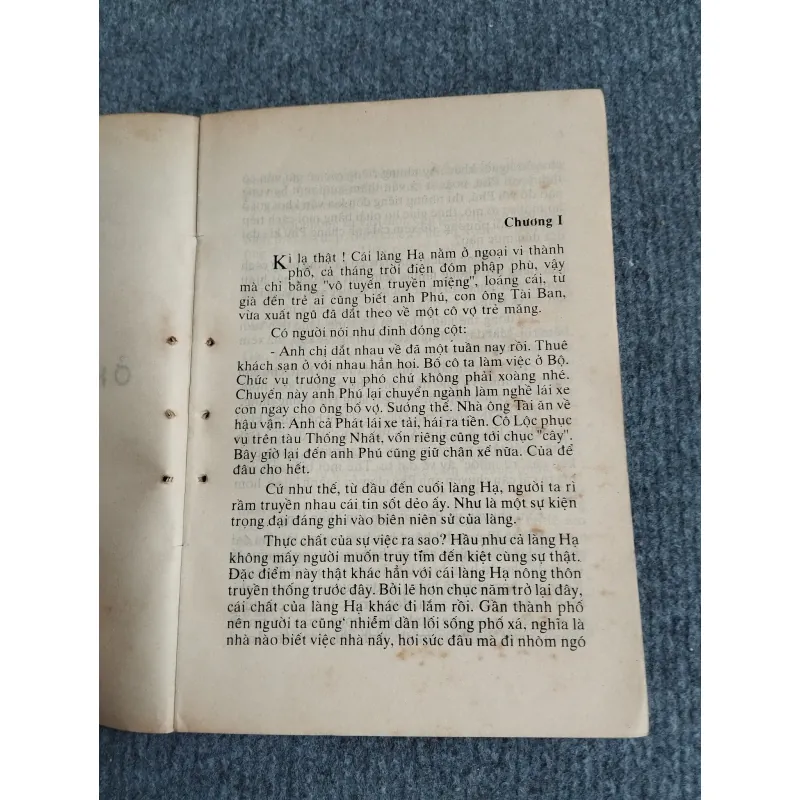 Chương I
Kì lạ thật ! Cái làng Hạ nằm ở ngoại vi thành
phố, cả tháng trời điện đóm phập phù, vậy
mà chỉ bằng "vô tuyến truyền miệng", loáng cái, từ
già đến trẻ ai cũng biết anh Phú, con ông Tài Ban,
vừa xuất ngũ đã dắt theo về một cô vợ trẻ măng.
Có người nói như đinh đóng cột:
- Anh chị dắt nhau về đã một tuần nay rồi. Thuê
khách sạn ở với nhau hẳn hoi. Bố cô ta làm việc ở Bộ.
Chức vụ trưởng vụ phó chứ không phải xoàng nhé.
Chuyến này anh Phú lại chuyển ngành làm nghề lái xe
con ngay cho ông bố vợ. Sướng thế. Nhà ông Tài ăn về
hậu vận. Anh cả Phát lái xe tải, hái ra tiền. Cô Lộc phục
vụ trên tàu Thống Nhất, vốn riêng cũng tới chục "cây".
Bây giờ lại đến anh Phú cũng giữ chân xế nữa. Của để
đâu cho hết.
Cứ như thế, từ đầu đến cuối làng Hạ, người ta rì
rầm truyền nhau cái tin sốt dẻo ấy. Như là một sự kiện
trọng đại đáng ghi vào biên niên sử của làng.
Thực chất của sự việc ra sao? Hầu như cả làng Hạ
không mấy người muốn truy tìm đến kiệt cùng sự thật.
Đặc điểm này thật khác hẳn với cái làng Hạ nông thôn
truyền thống trước đây. Bởi lẽ hơn chục năm trở lại đây,
cái chất của làng Hạ khác đi lắm rồi. Gần thành phố
nên người ta cũng nhiễm dần lối sống phố xá, nghĩa là
nhà nào biết việc nhà nấy, hơi sức đâu mà đi nhòm ngó